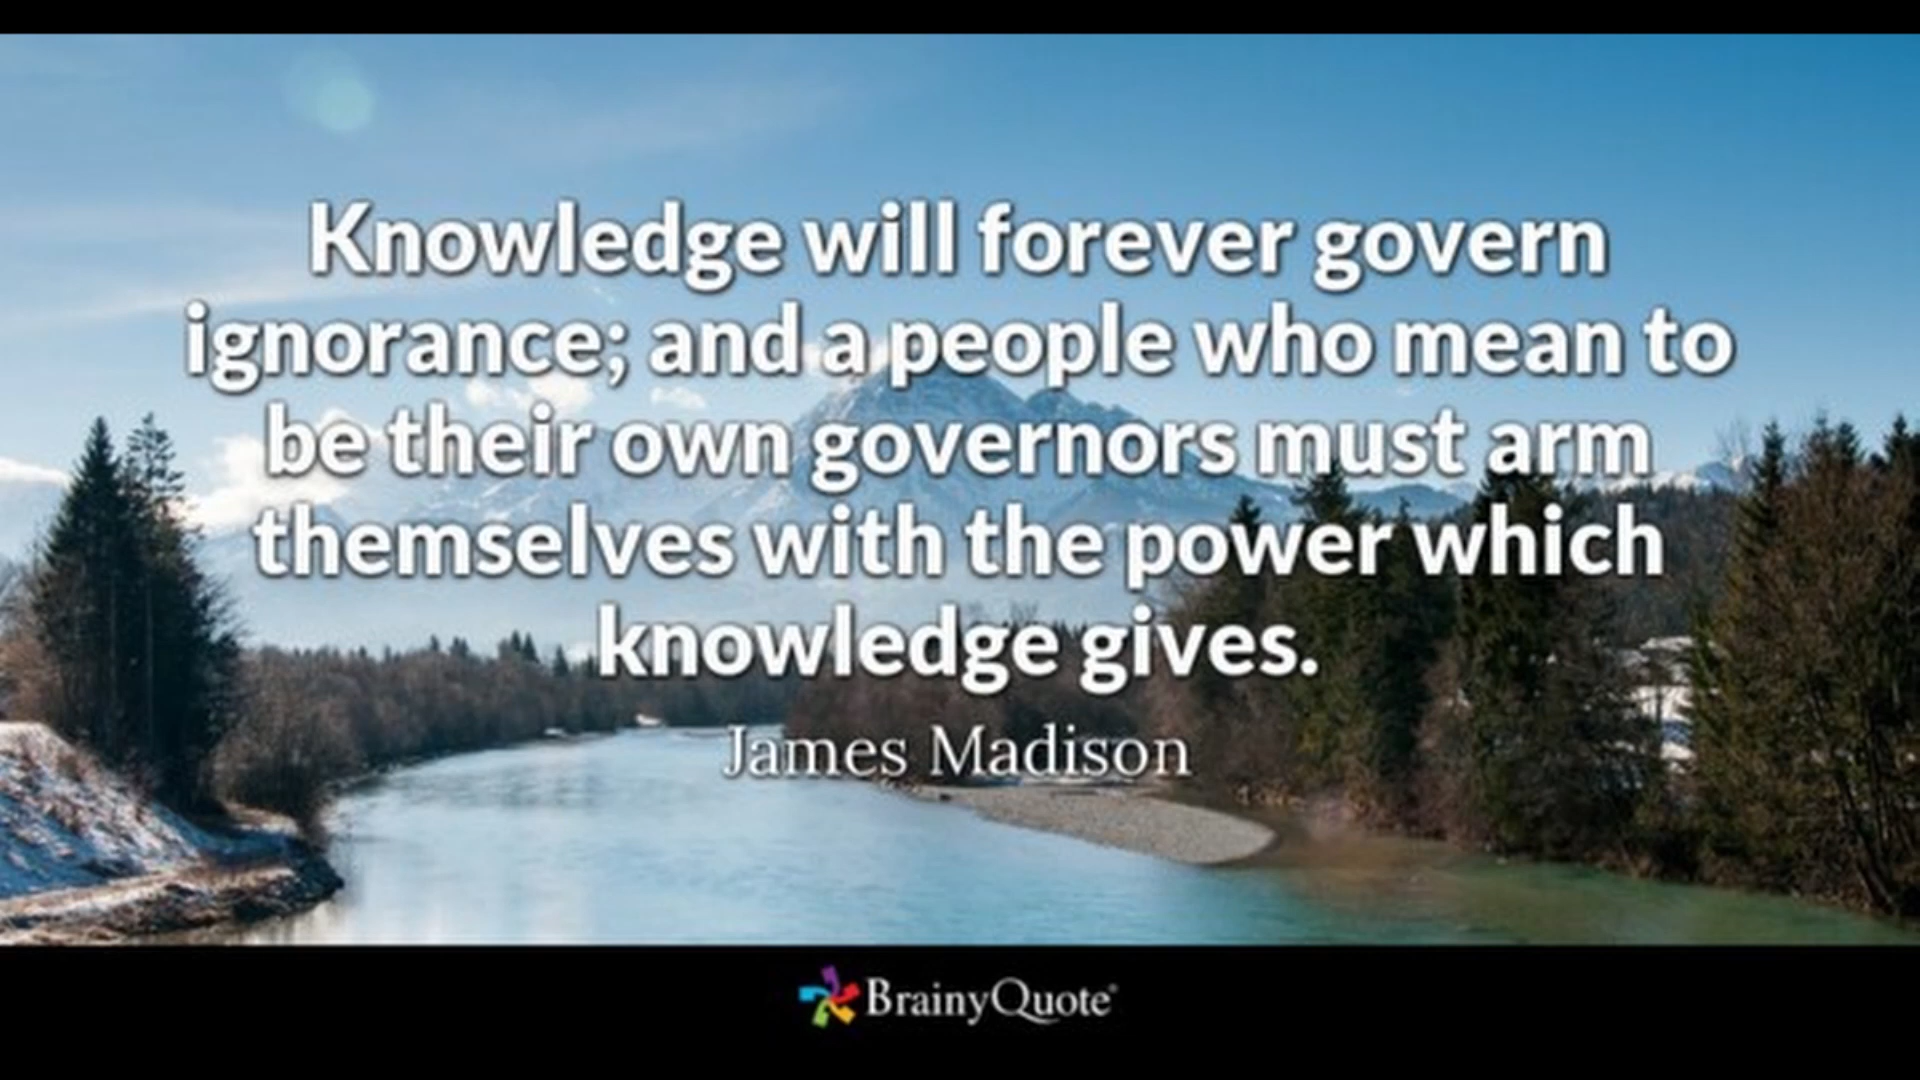 Knowledge will forever govern
ignorance; and a people who mean to
be their own governors must arm
themselves with the power which
knowledge gives.
James Madison
BrainyQuote®